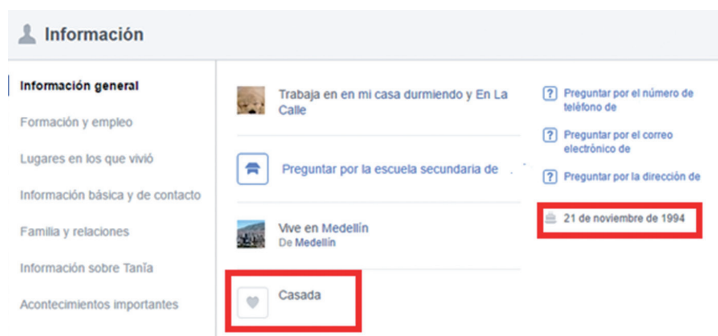 Información
Información general
Formación y empleo
Lugares en los que vivió
Información básica y de contacto
Familia y relaciones
Información sobre Tanīa
Acontecimientos importantes
Trabaja en en mi casa durmiendo y En La
Calle
Preguntar por la escuela secundaria de
Vive en Medellín
De Medellín
Casada
? Preguntar por el número de
teléfono de
? Preguntar por el correo
electrónico de
? Preguntar por la dirección de
21 de noviembre de 1994